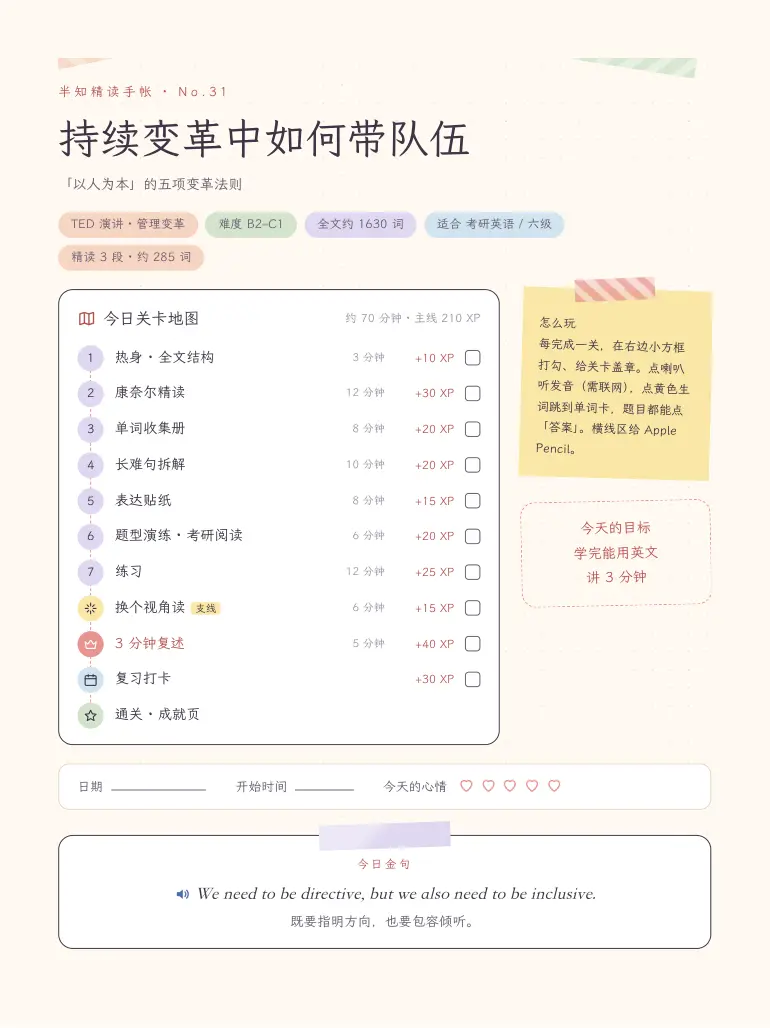 半知精读手帐 · No.31
持续变革中如何带队伍
「以人为本」的五项变革法则
TED 演讲·管理变革
难度 B2–C1
全文约 1630 词
适合 考研英语 / 六级
精读 3 段·约 285 词
今日关卡地图
约 70 分钟·主线 210 XP
1 热身·全文结构 3 分钟 +10 XP
2 康奈尔精读 12 分钟 +30 XP
3 单词收集册 8 分钟 +20 XP
4 长难句拆解 10 分钟 +20 XP
5 表达贴纸 8 分钟 +15 XP
6 题型演练·考研阅读 6 分钟 +20 XP
7 练习 12 分钟 +25 XP
换个视角读 支线 6 分钟 +15 XP
3 分钟复述 5 分钟 +40 XP
复习打卡 +30 XP
通关·成就页
怎么玩
每完成一关，在右边小方框
打勾、给关卡盖章。点喇叭
听发音（需联网），点黄色生
词跳到单词卡，题目都能点
「答案」。横线区给 Apple
Pencil。
今天的目标
学完能用英文
讲 3 分钟
日期 开始时间 今天的心情
今日金句
We need to be directive, but we also need to be inclusive.
既要指明方向，也要包容倾听。